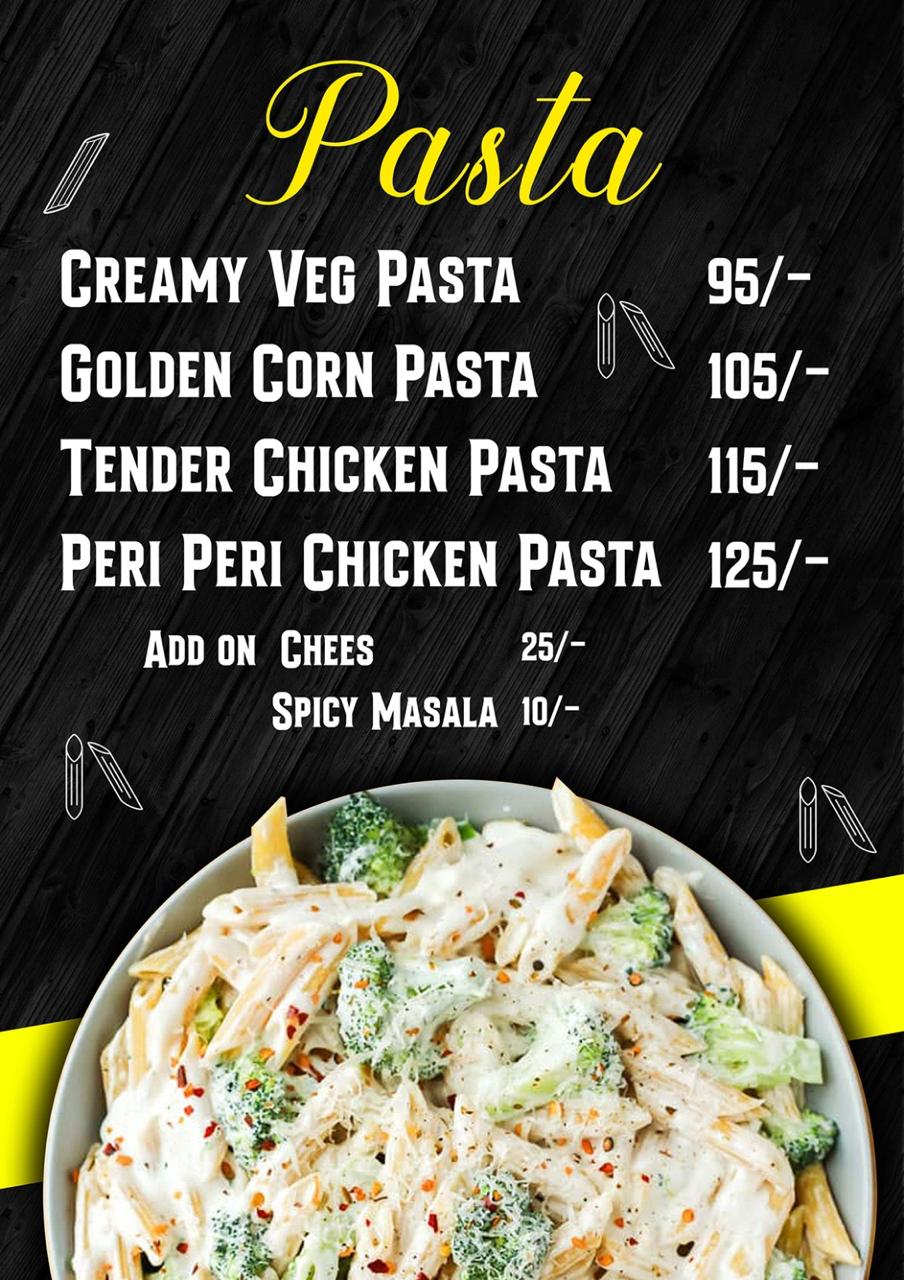 Pasta
Creamy Veg Pasta 95/-
Golden Corn Pasta 105/-
Tender Chicken Pasta 115/-
Peri Peri Chicken Pasta 125/-
Add on Chees 25/-
Spicy Masala 10/-